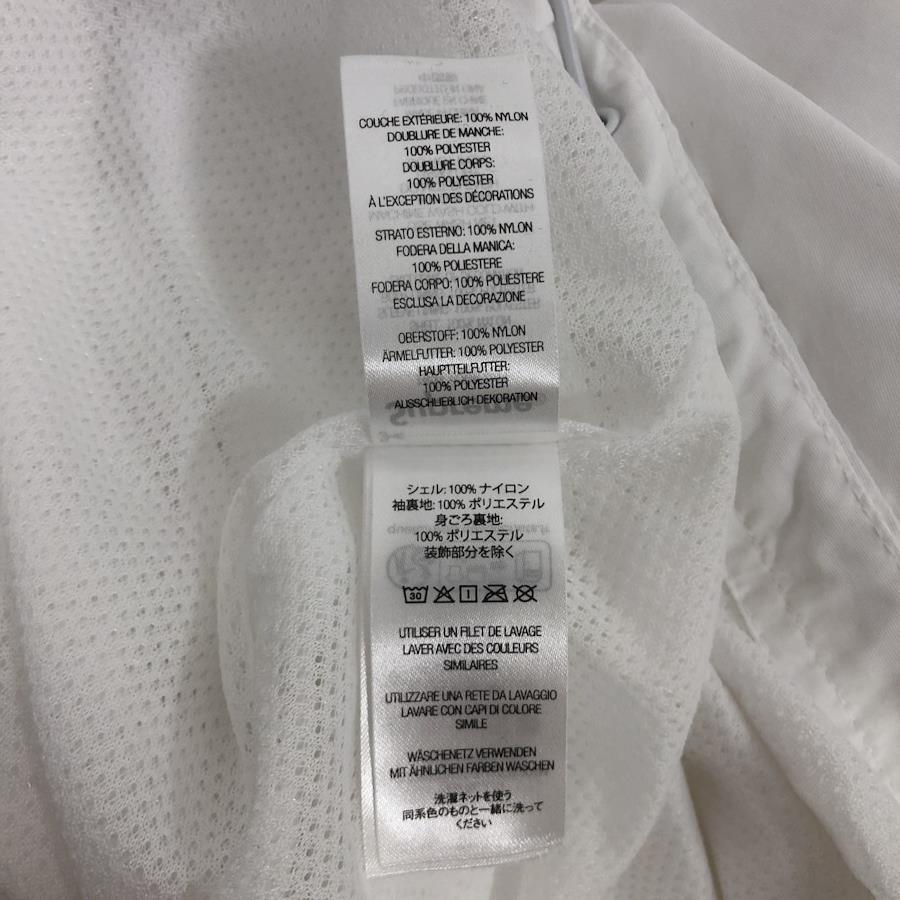 COUCHE EXTÉRIEURE: 100% NYLON
DOUBLURE DE MANCHE:
100% POLYESTER
DOUBLURE CORPS:
100% POLYESTER
À L'EXCEPTION DES DÉCORATIONS
STRATO ESTERNO: 100% NYLON
FODERA DELLA MANICA:
100% POLIESTERE
FODERA CORPO: 100% POLIESTERE
ESCLUSA LA DECORAZIONE
OBERSTOFF: 100% NYLON
ÄRMELFUTTER: 100% POLYESTER
HAUPTTEILFUTTER:
100% POLYESTER
AUSSCHLIEßLICH DEKORATION
Supreme
シェル: 100% ナイロン
袖裏地: 100% ポリエステル
身ごろ裏地:
100% ポリエステル
装飾部分を除く
30
UTILISER UN FILET DE LAVAGE
LAVER AVEC DES COULEURS
SIMILAIRES
UTILIZZARE UNA RETE DA LAVAGGIO
LAVARE CON CAPI DI COLORE
SIMILE
WÄSCHENETZ VERWENDEN
MIT ÄHNLICHEN FARBEN WASCHEN
洗濯ネットを使う
同系色のものと一緒に洗って
ください